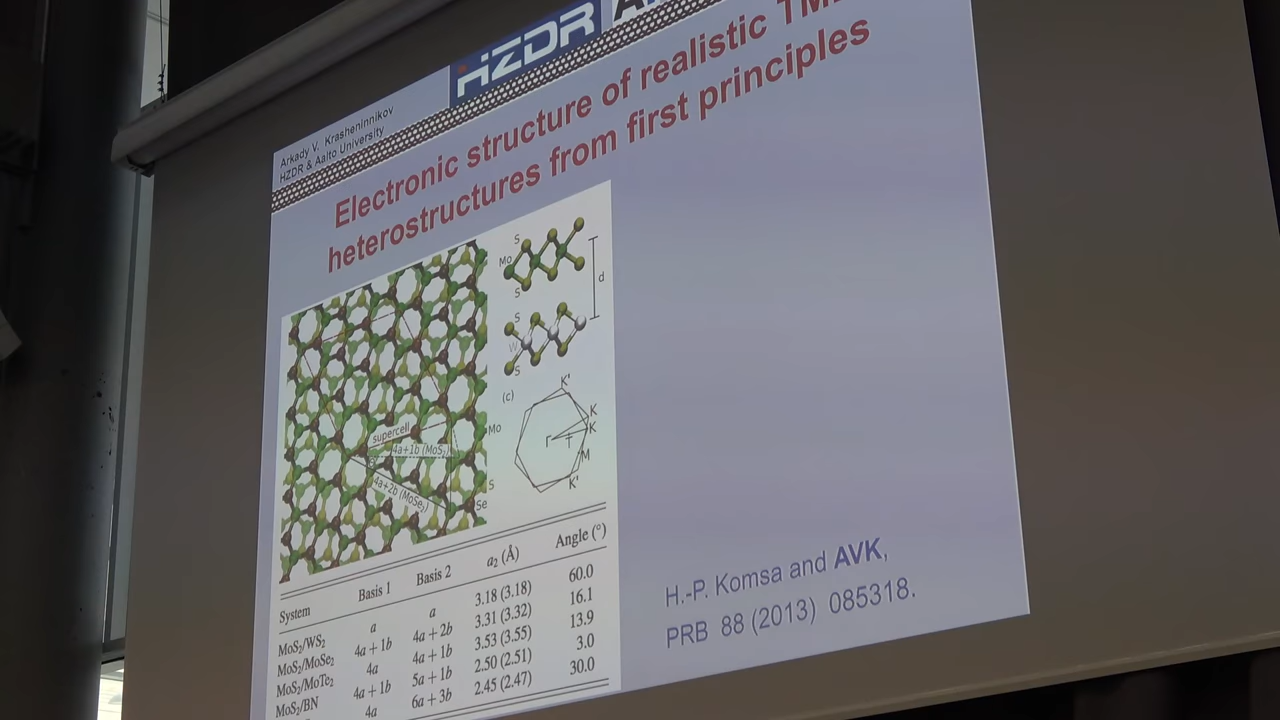 HZDR
Arkady V. Krasheninnikov
HZDR & Aalto University
Electronic structure of realistic
heterostructures from first principles
S
Mo
S
d
S
W
S
(c)
K'
K
K
Γ
T
M
K'
Mo
supercell
4a+1b (MoS₂)
4a+2b (MoSe₂)
S
Se
System Basis 1 Basis 2 a₂ (Å) Angle (°)
MoS₂/WS₂ a a 3.18 (3.18) 60.0
MoS₂/MoSe₂ 4a + 1b 4a + 2b 3.31 (3.32) 16.1
MoS₂/MoTe₂ 4a 4a + 1b 3.53 (3.55) 13.9
MoS₂/BN 4a + 1b 5a + 1b 2.50 (2.51) 3.0
4a 6a + 3b 2.45 (2.47) 30.0
H.-P. Komsa and AVK,
PRB 88 (2013) 085318.